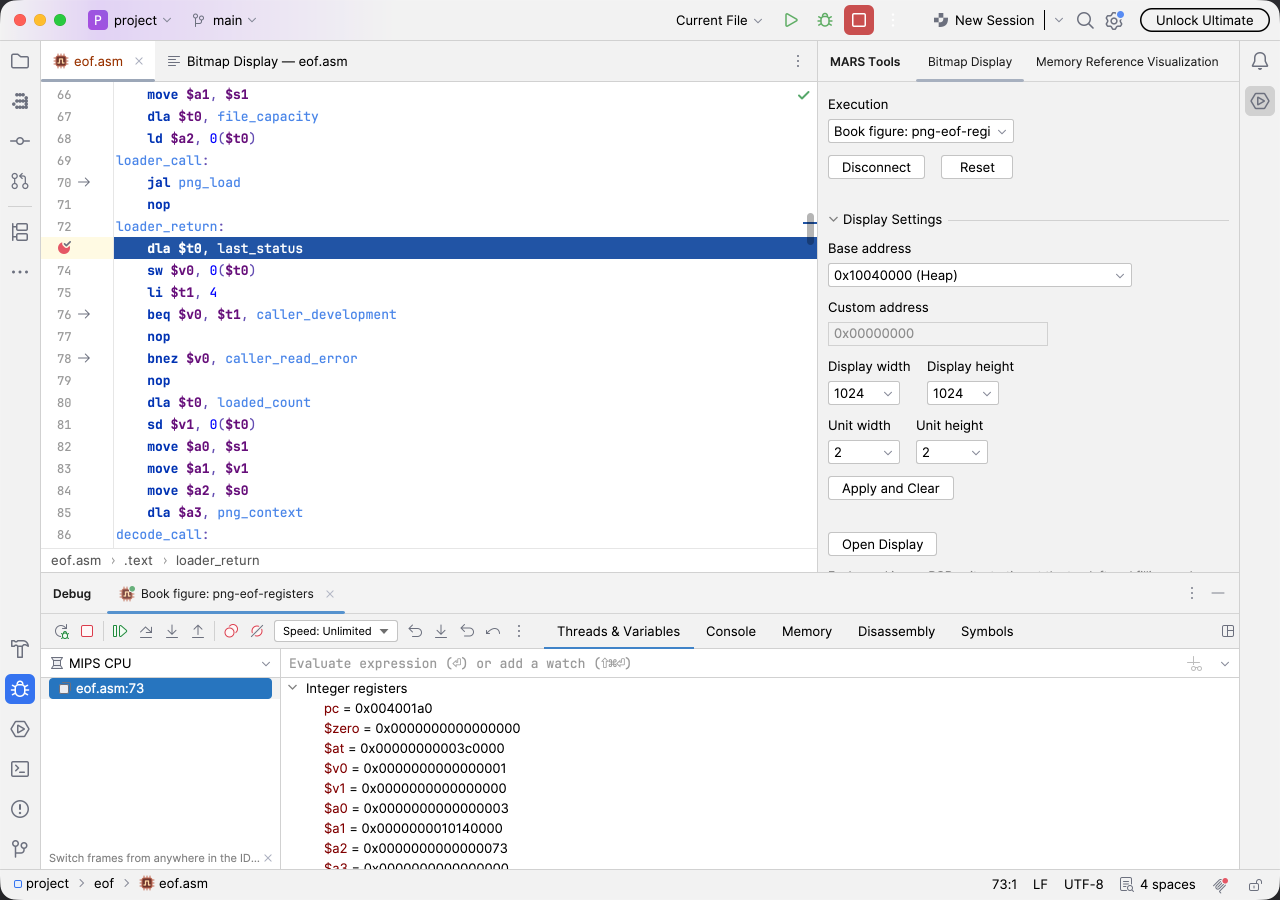 P project main Current File New Session Unlock Ultimate
eof.asm Bitmap Display — eof.asm
MARS Tools Bitmap Display Memory Reference Visualization
66 move $a1, $s1
67 dla $t0, file_capacity
68 ld $a2, 0($t0)
69 loader_call:
70 jal png_load
71 nop
72 loader_return:
dla $t0, last_status
74 sw $v0, 0($t0)
75 li $t1, 4
76 beq $v0, $t1, caller_development
77 nop
78 bnez $v0, caller_read_error
79 nop
80 dla $t0, loaded_count
81 sd $v1, 0($t0)
82 move $a0, $s1
83 move $a1, $v1
84 move $a2, $s0
85 dla $a3, png_context
86 decode_call:
eof.asm › .text › loader_return
Execution
Book figure: png-eof-regi
Disconnect Reset
Display Settings
Base address
0x10040000 (Heap)
Custom address
0x00000000
Display width Display height
1024 1024
Unit width Unit height
2 2
Apply and Clear
Open Display
Debug Book figure: png-eof-registers
Speed: Unlimited Threads & Variables Console Memory Disassembly Symbols
MIPS CPU
Evaluate expression (⏎) or add a watch (⇧⌘⏎)
eof.asm:73
Integer registers
pc = 0x004001a0
$zero = 0x0000000000000000
$at = 0x00000000003c0000
$v0 = 0x0000000000000001
$v1 = 0x0000000000000000
$a0 = 0x0000000000000003
$a1 = 0x0000000010140000
$a2 = 0x0000000000000073
$a3 = 0x0000000000000000
Switch frames from anywhere in the ID...
project › eof › eof.asm
73:1 LF UTF-8 4 spaces